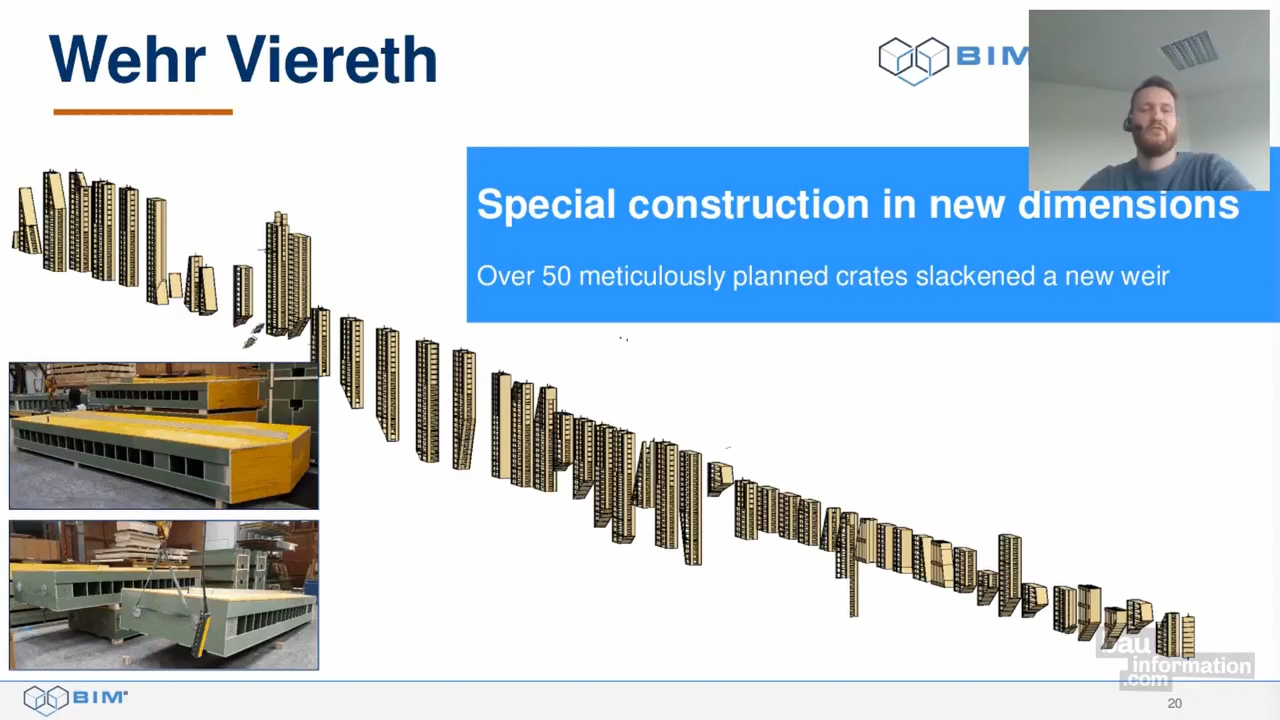 Wehr Viereth
BIM
Special construction in new dimensions
Over 50 meticulously planned crates slackened a new weir
bau
information
.com
BIM²
20